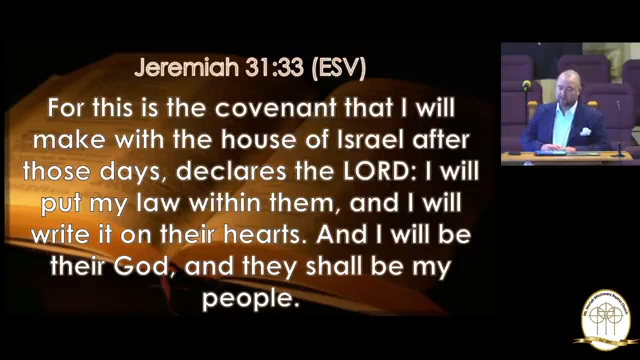 Jeremiah 31:33 (ESV)
For this is the covenant that I will
make with the house of Israel after
those days, declares the LORD: I will
put my law within them, and I will
write it on their hearts. And I will be
their God, and they shall be my
people.